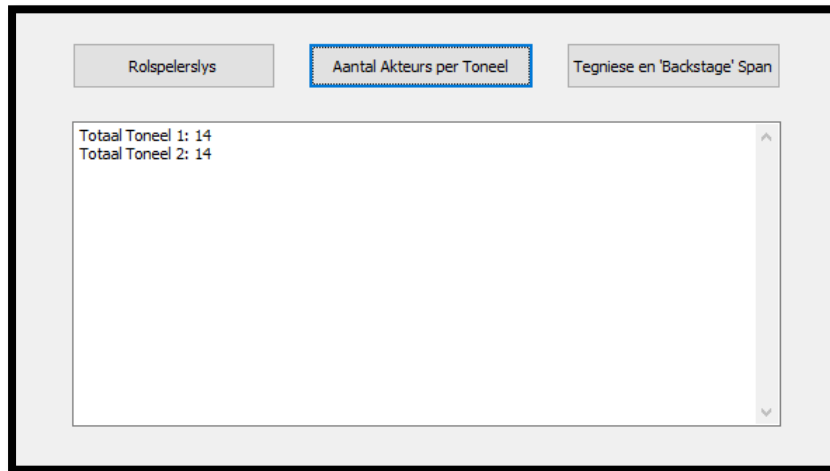 Rolspelerslys
Aantal Akteurs per Toneel
Tegniese en 'Backstage' Span
Totaal Toneel 1: 14
Totaal Toneel 2: 14